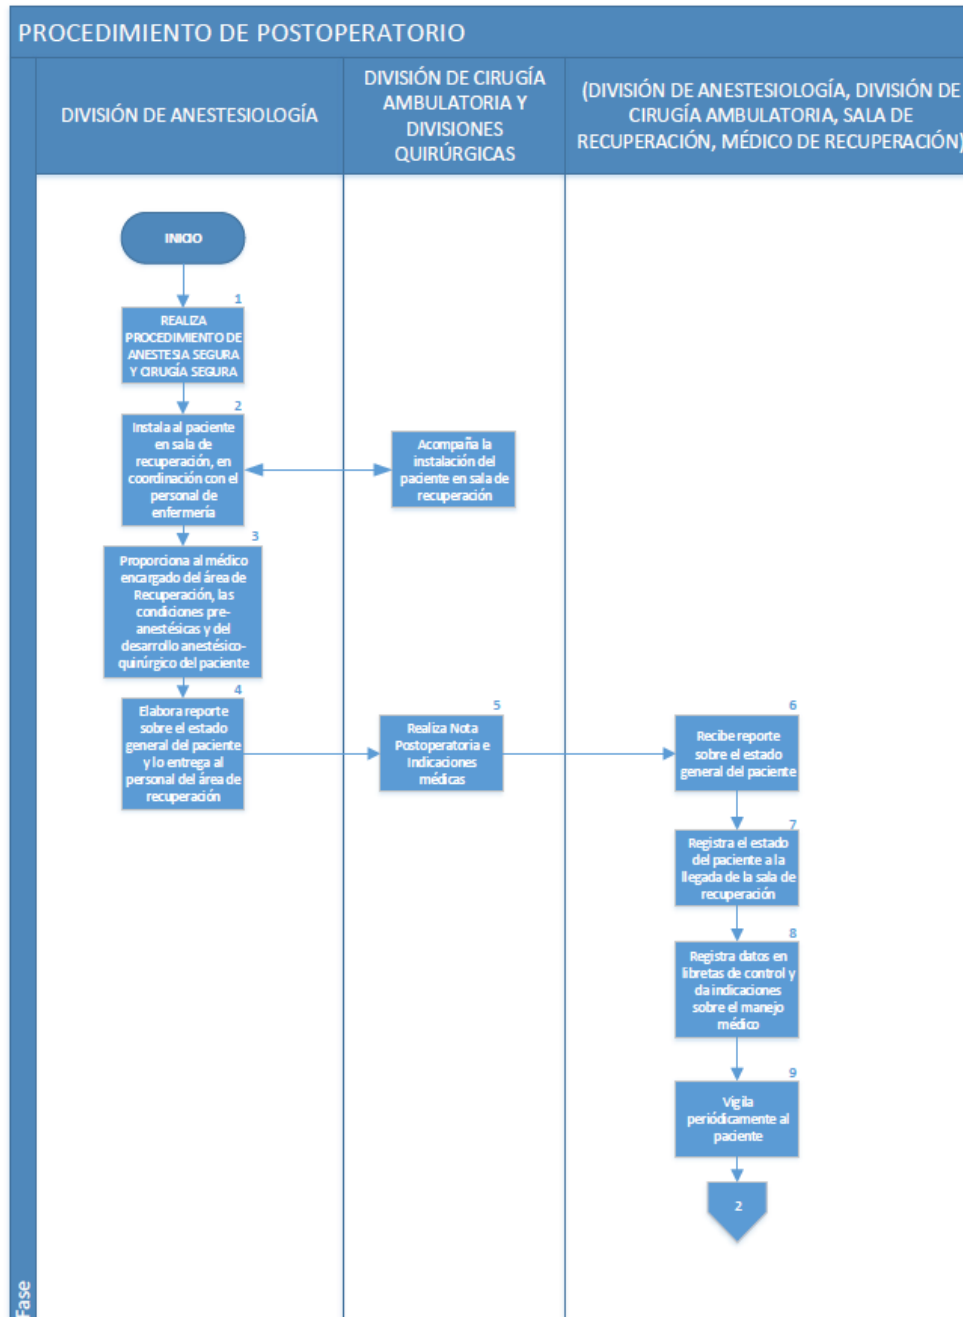 PROCEDIMIENTO DE POSTOPERATORIO
DIVISIÓN DE ANESTESIOLOGÍA
DIVISIÓN DE CIRUGÍA
AMBULATORIA Y
DIVISIONES
QUIRÚRGICAS
(DIVISIÓN DE ANESTESIOLOGÍA, DIVISIÓN DE
CIRUGÍA AMBULATORIA, SALA DE
RECUPERACIÓN, MÉDICO DE RECUPERACIÓN)
INICIO
1
REALIZA
PROCEDIMIENTO DE
ANESTESIA SEGURA
Y CIRUGÍA SEGURA
2
Instala al paciente
en sala de
recuperación, en
coordinación con el
personal de
enfermería
Acompaña la
instalación del
paciente en sala de
recuperación
3
Proporciona al médico
encargado del área de
Recuperación, las
condiciones pre-
anestésicas y del
desarrollo anestésico-
quirúrgico del paciente
4
Elabora reporte
sobre el estado
general del paciente
y lo entrega al
personal del área de
recuperación
5
Realiza Nota
Postoperatoria e
Indicaciones
médicas
6
Recibe reporte
sobre el estado
general del paciente
7
Registra el estado
del paciente a la
llegada de la sala de
recuperación
8
Registra datos en
libretas de control y
da indicaciones
sobre el manejo
médico
9
Vigila
periódicamente al
paciente
2
Fase